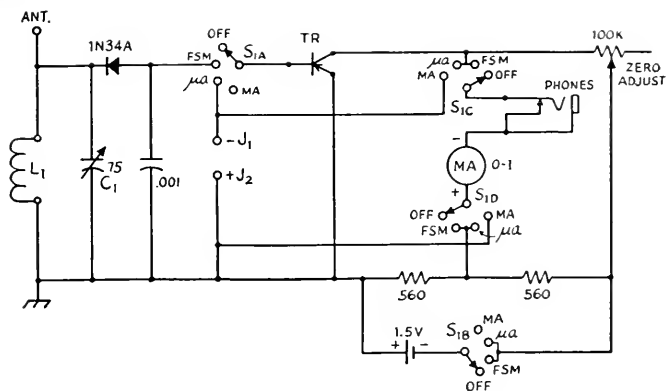 ANT.
1N34A
OFF
S1A
TR
FSM
μa
MA
L1
.75
C1
.001
-J1
+J2
μa
FSM
MA
OFF
S1C
100K
ZERO
ADJUST
PHONES
-
MA
0-1
+
S1D
OFF
MA
FSM
μa
560
560
1.5V
+
-
S1B
MA
μa
FSM
OFF